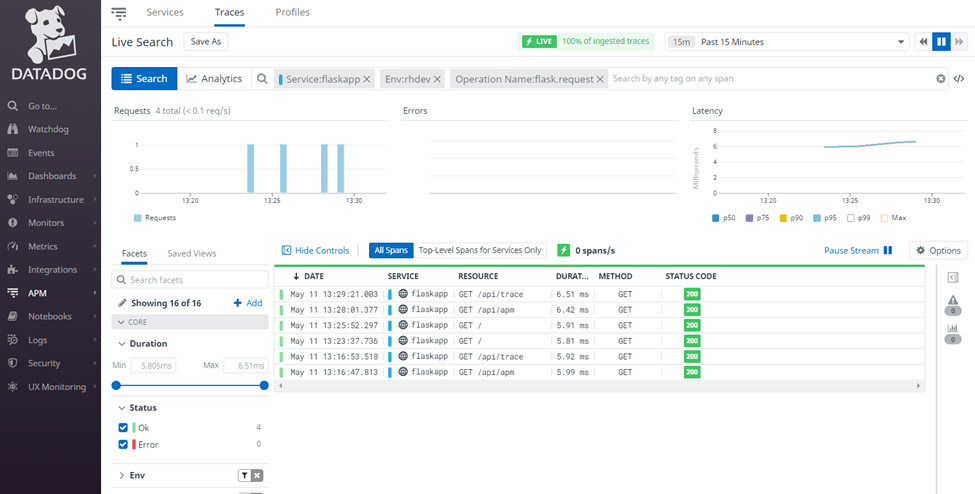 Services Traces Profiles
DATADOG
Live Search Save As LIVE 100% of ingested traces 15m Past 15 Minutes
Search Analytics Service:flaskapp Env:rhdev Operation Name:flask.request Search by any tag on any span </>
Go to...
Watchdog
Events
Dashboards
Infrastructure
Monitors
Metrics
Integrations
APM
Notebooks
Logs
Security
UX Monitoring
Requests 4 total (< 0.1 req/s)
1
0.5
0
13:20 13:25 13:30
Requests
Errors
Latency
Milliseconds
8
6
4
2
0
13:20 13:25 13:30
p50 p75 p90 p95 p99 Max
Facets Saved Views
Search facets
Showing 16 of 16 + Add
CORE
Duration
Min 5.805ms Max 6.51ms
Status
Ok 4
Error 0
Env
Hide Controls All Spans Top-Level Spans for Services Only 0 spans/s Pause Stream Options
DATE SERVICE RESOURCE DURAT... METHOD STATUS CODE
May 11 13:29:21.003 flaskapp GET /api/trace 6.51 ms GET 200
May 11 13:28:01.377 flaskapp GET /api/apm 6.42 ms GET 200
May 11 13:25:52.297 flaskapp GET / 5.91 ms GET 200
May 11 13:23:37.736 flaskapp GET / 5.81 ms GET 200
May 11 13:16:53.518 flaskapp GET /api/trace 5.92 ms GET 200
May 11 13:16:47.813 flaskapp GET /api/apm 5.99 ms GET 200
0
0